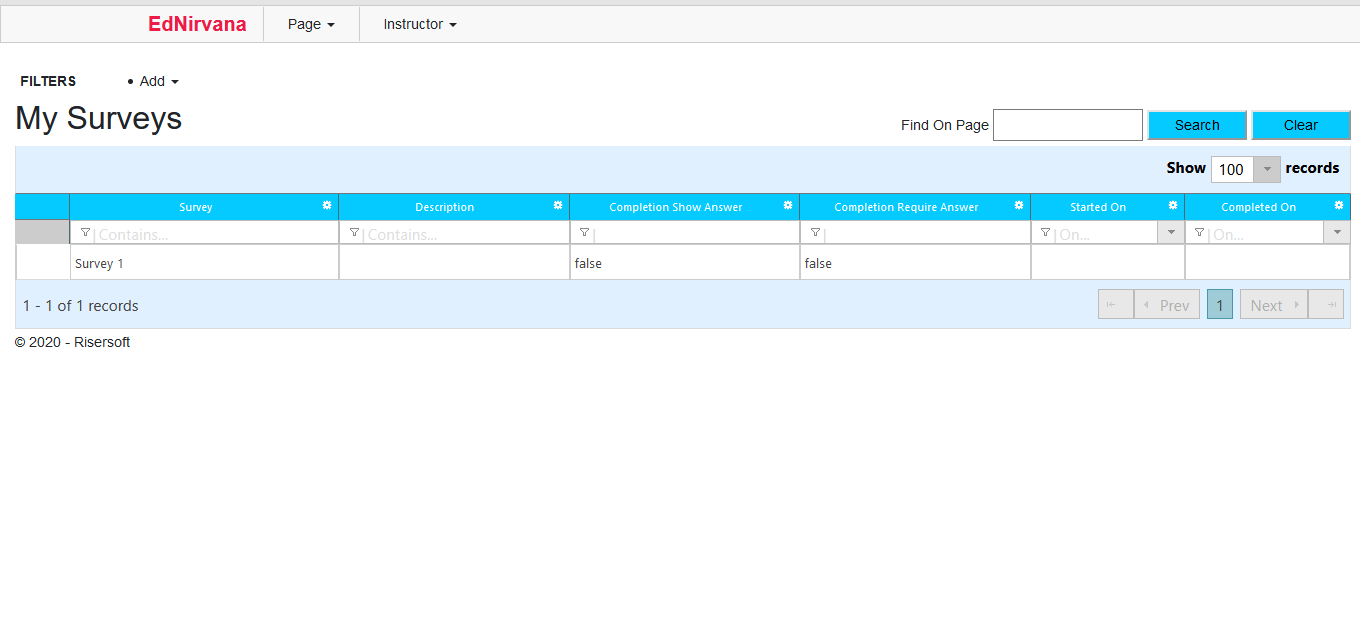 EdNirvana Page Instructor
FILTERS • Add
My Surveys
Find On Page Search Clear
Show 100 records
Survey Description Completion Show Answer Completion Require Answer Started On Completed On
Contains... Contains... On... On...
Survey 1 false false
1 - 1 of 1 records Prev 1 Next
© 2020 - Risersoft